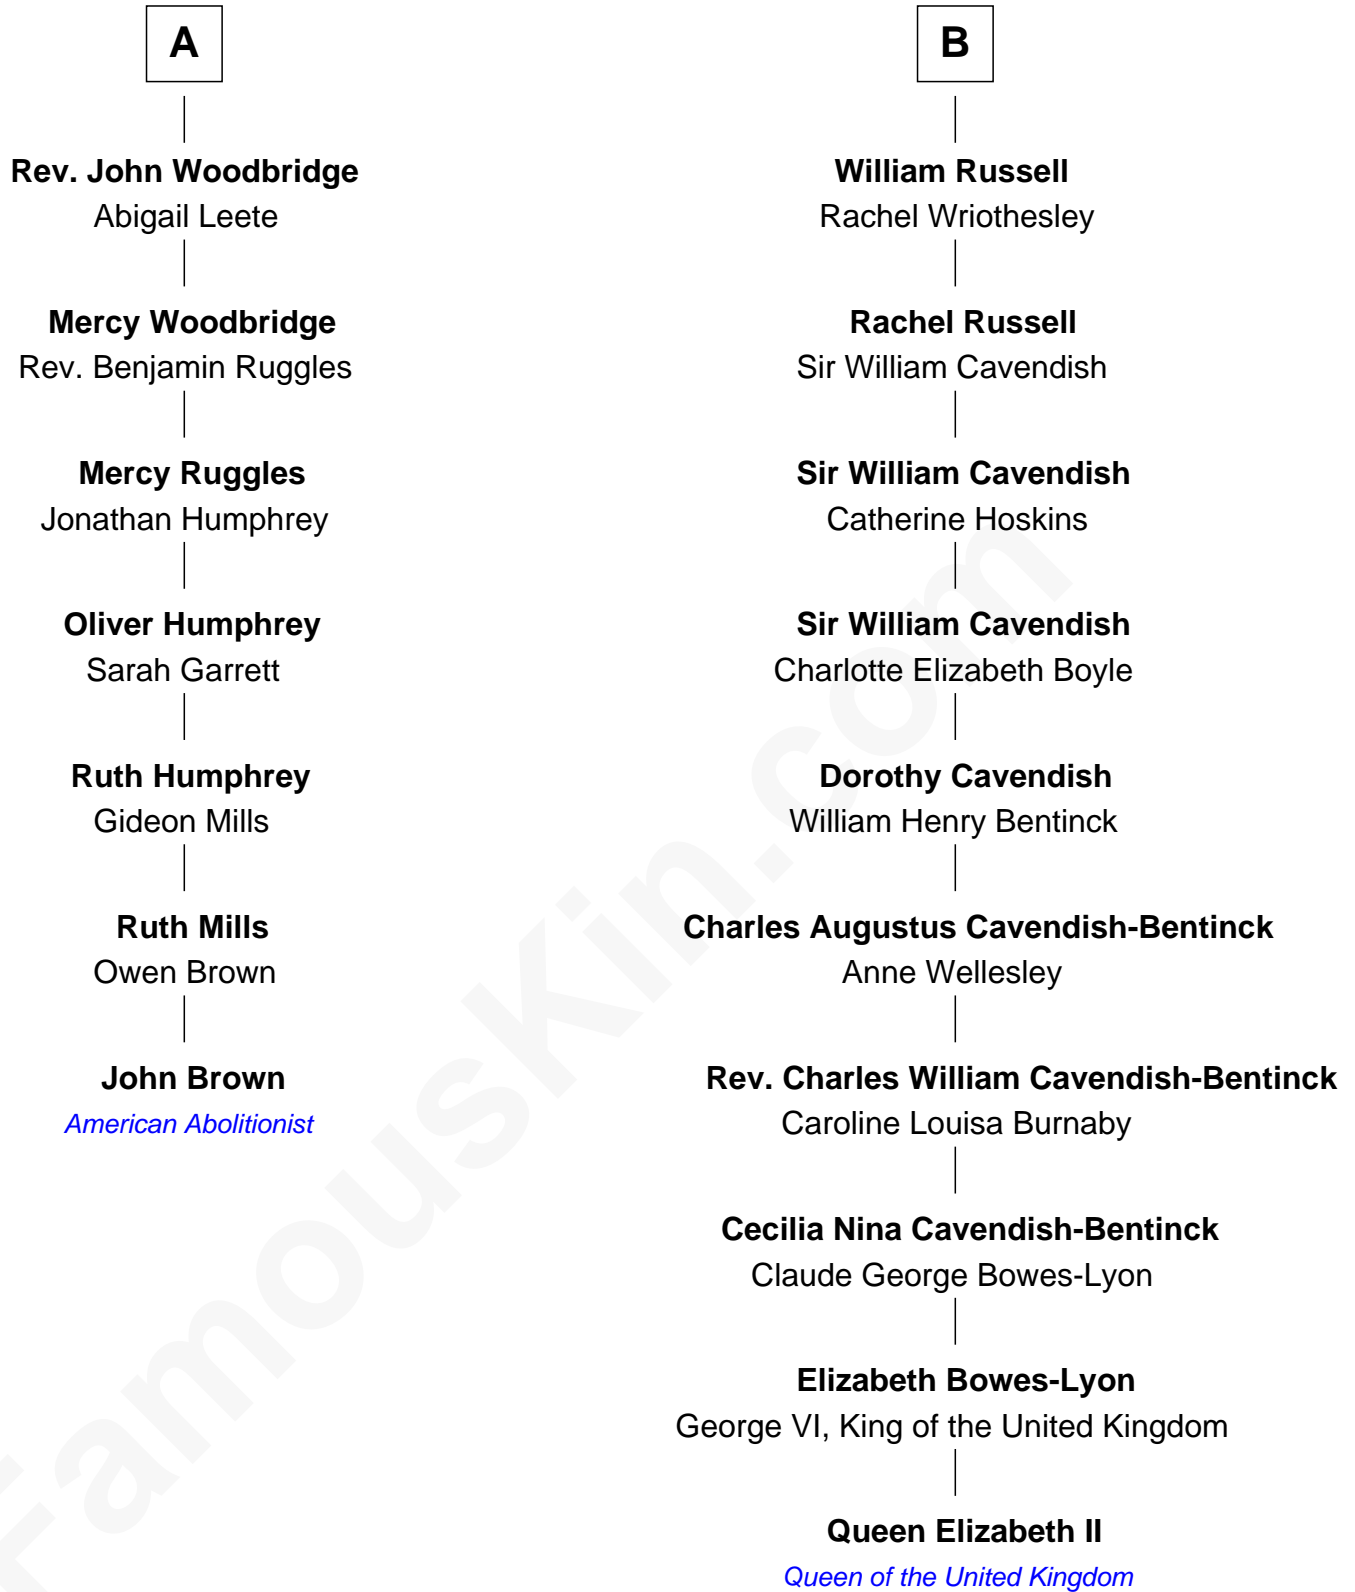 A
Rev. John Woodbridge
Abigail Leete
Mercy Woodbridge
Rev. Benjamin Ruggles
Mercy Ruggles
Jonathan Humphrey
Oliver Humphrey
Sarah Garrett
Ruth Humphrey
Gideon Mills
Ruth Mills
Owen Brown
John Brown
American Abolitionist
B
William Russell
Rachel Wriothesley
Rachel Russell
Sir William Cavendish
Sir William Cavendish
Catherine Hoskins
Sir William Cavendish
Charlotte Elizabeth Boyle
Dorothy Cavendish
William Henry Bentinck
Charles Augustus Cavendish-Bentinck
Anne Wellesley
Rev. Charles William Cavendish-Bentinck
Caroline Louisa Burnaby
Cecilia Nina Cavendish-Bentinck
Claude George Bowes-Lyon
Elizabeth Bowes-Lyon
George VI, King of the United Kingdom
Queen Elizabeth II
Queen of the United Kingdom
FamousKin.com